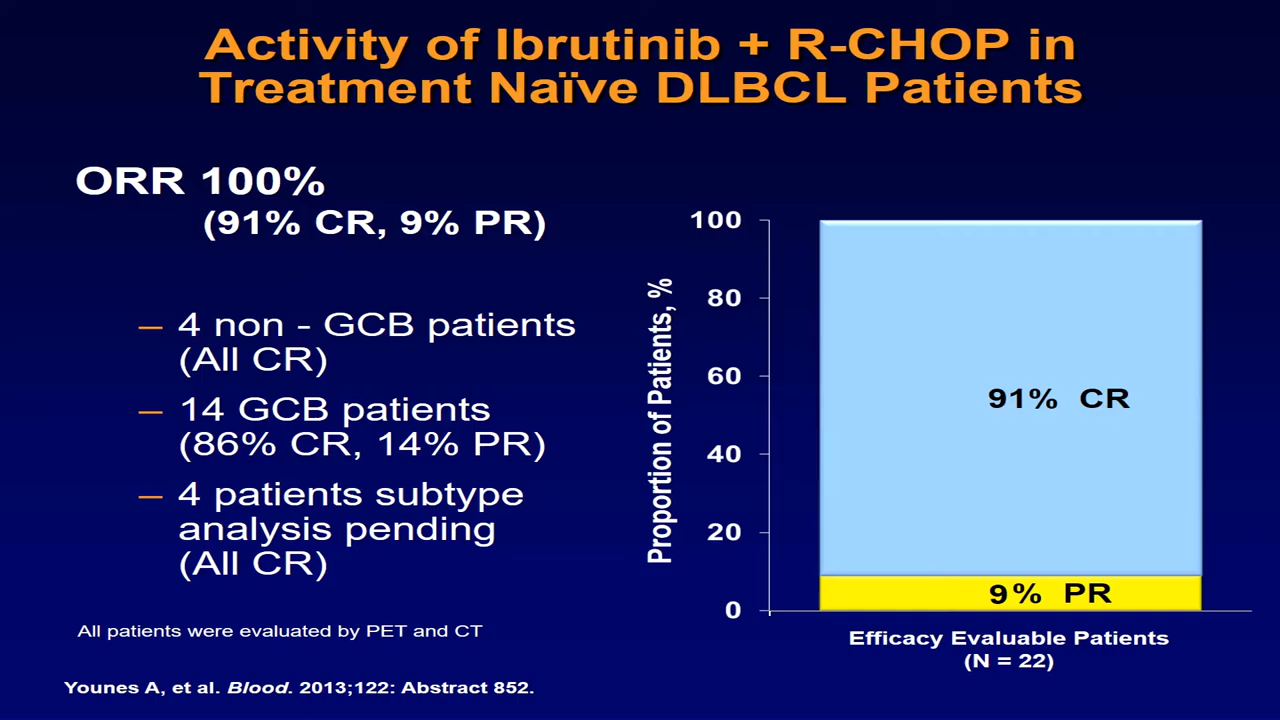 Activity of Ibrutinib + R-CHOP in
Treatment Naïve DLBCL Patients
ORR 100%
(91% CR, 9% PR)
– 4 non - GCB patients
(All CR)
– 14 GCB patients
(86% CR, 14% PR)
– 4 patients subtype
analysis pending
(All CR)
All patients were evaluated by PET and CT
Younes A, et al. Blood. 2013;122: Abstract 852.
Proportion of Patients, %
100
80
60
40
20
0
91% CR
9% PR
Efficacy Evaluable Patients
(N = 22)